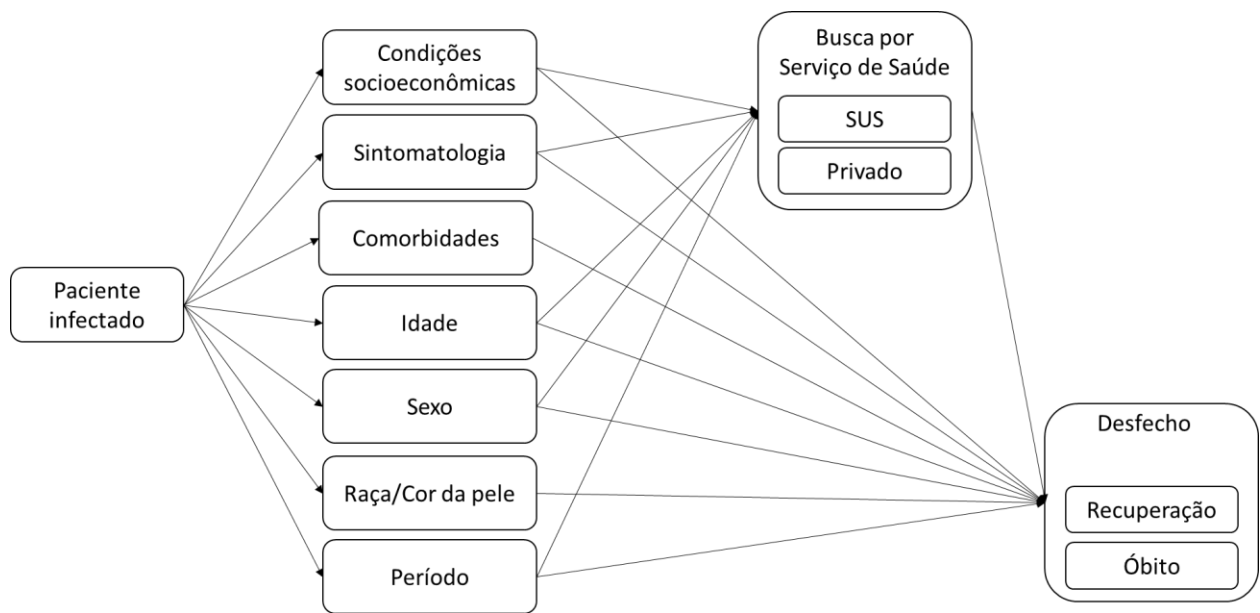 Paciente
infectado
Condições
socioeconômicas
Sintomatologia
Comorbidades
Idade
Sexo
Raça/Cor da pele
Período
Busca por
Serviço de Saúde
SUS
Privado
Desfecho
Recuperação
Óbito